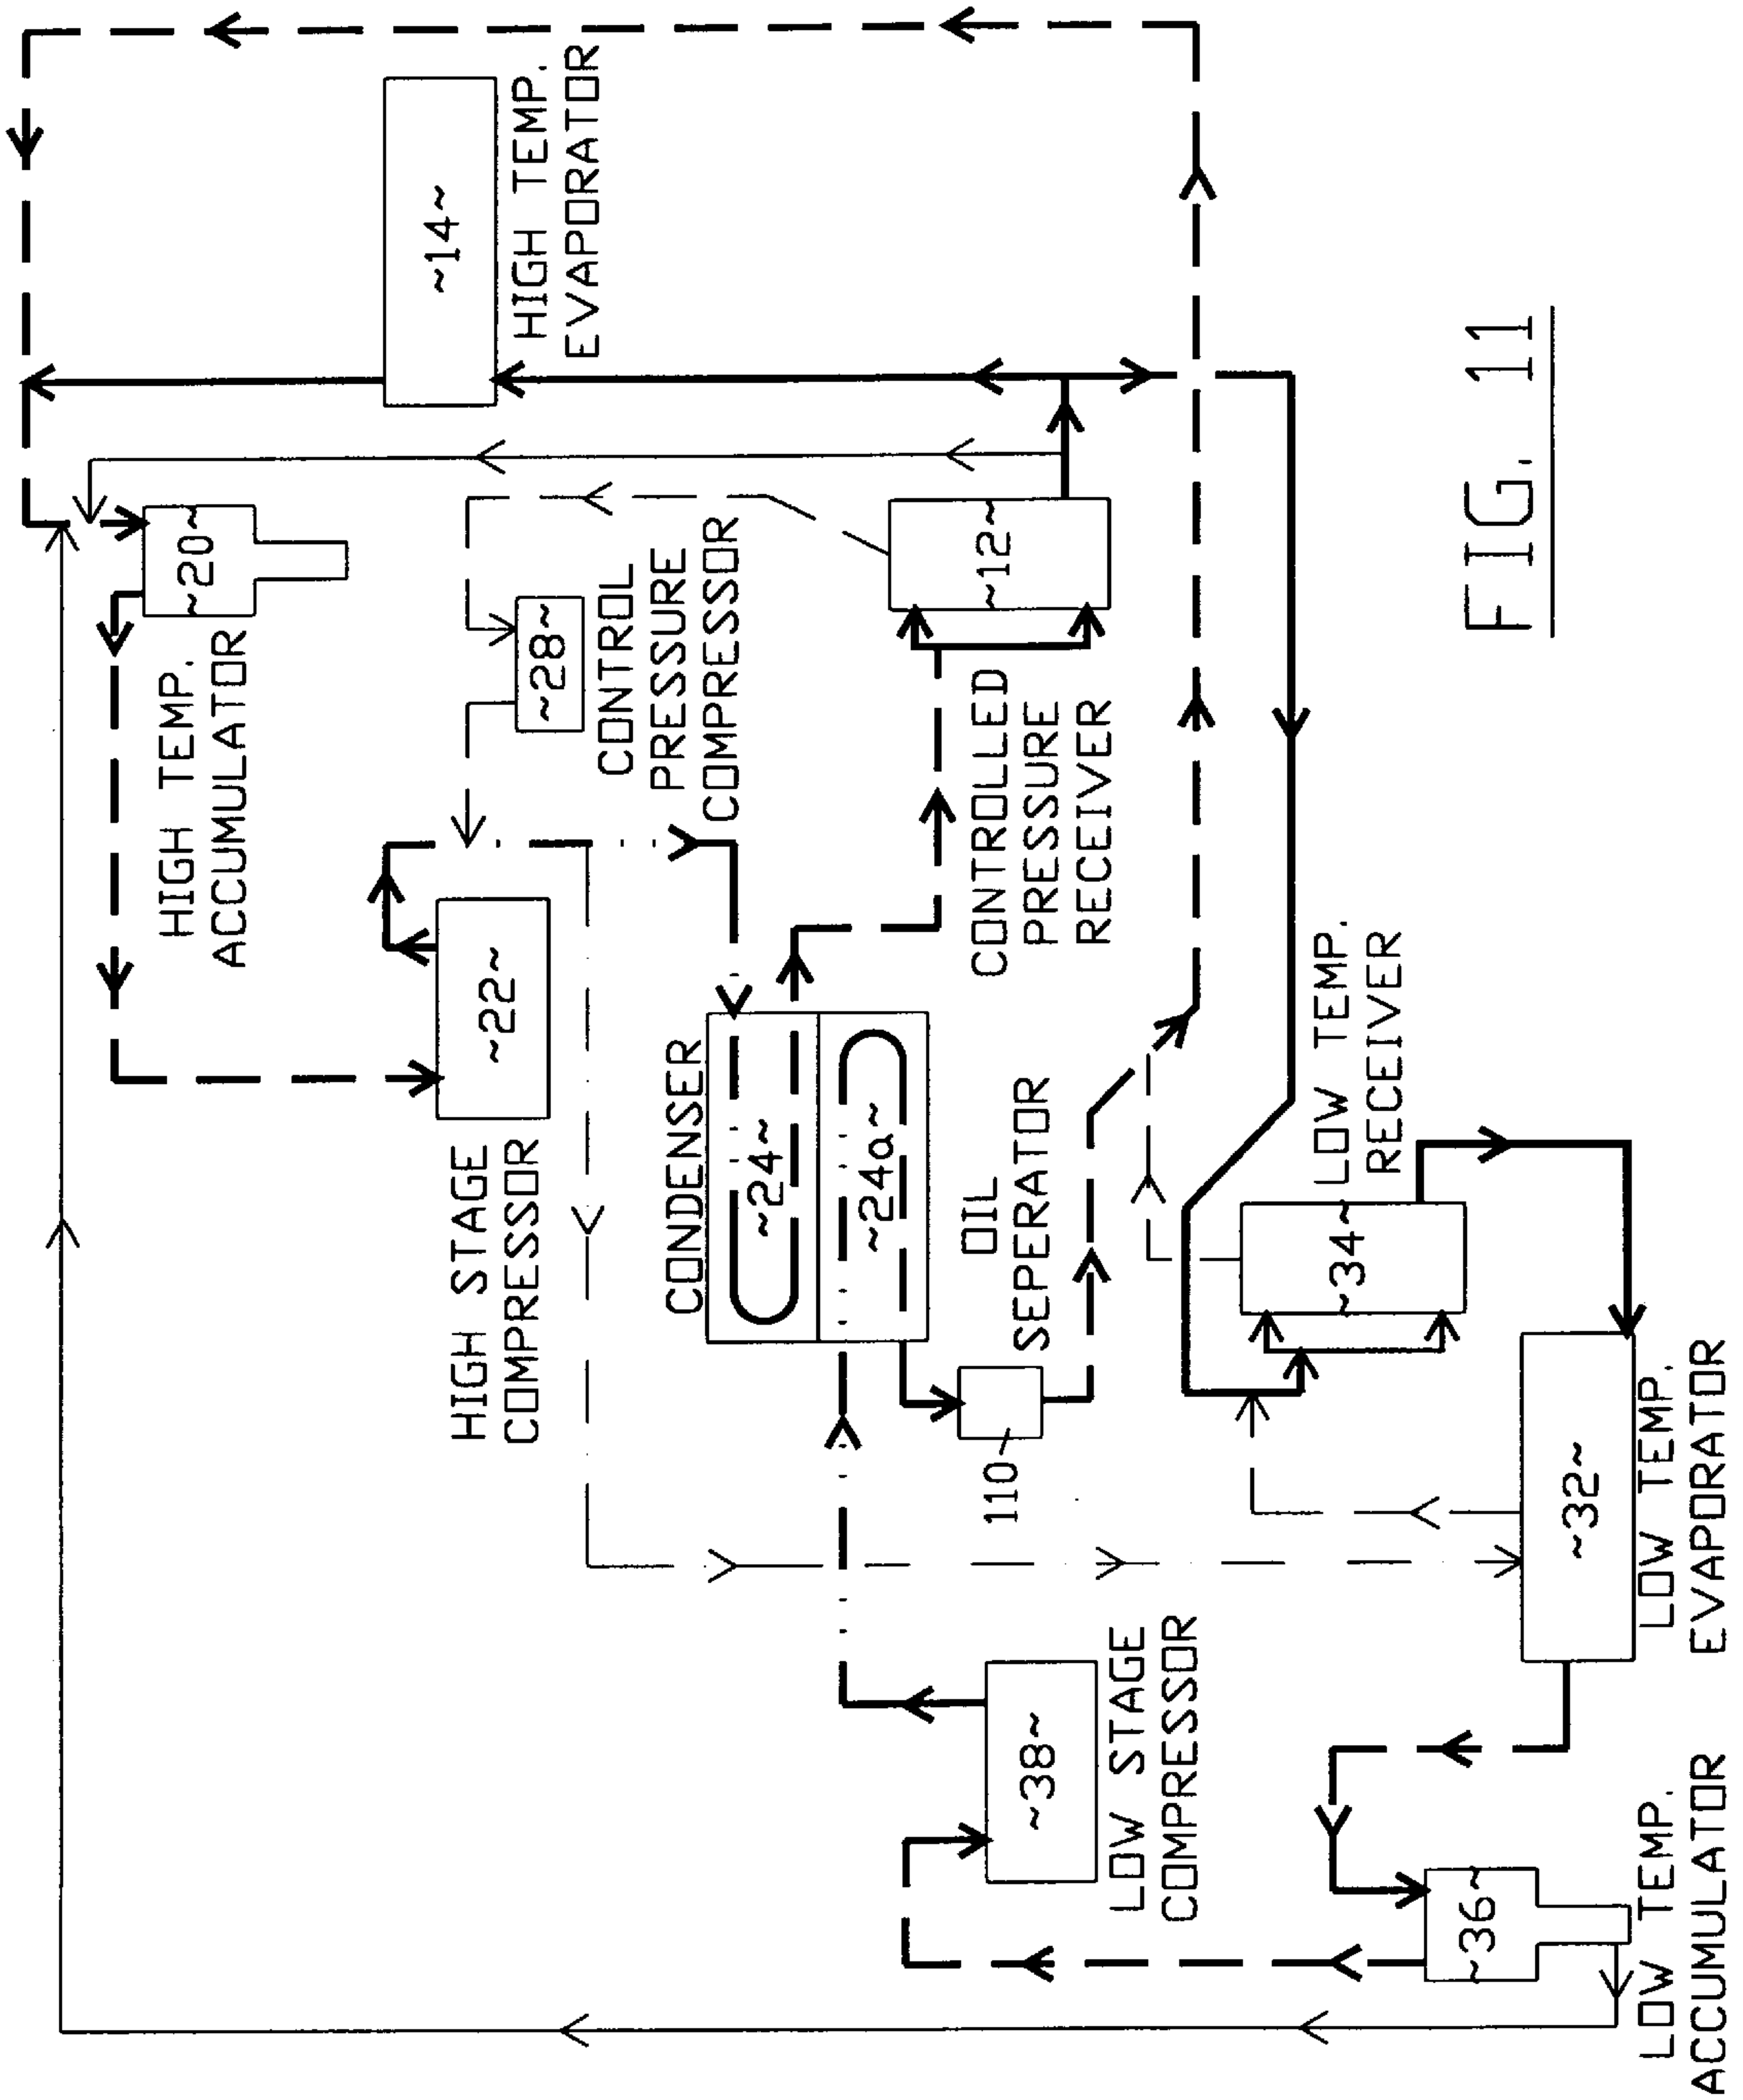 ~14~
HIGH TEMP.
EVAPORATOR
~20~
HIGH TEMP.
ACCUMULATOR
~28~
CONTROL
PRESSURE
COMPRESSOR
~12~
CONTROLLED
PRESSURE
RECEIVER
~22~
HIGH STAGE
COMPRESSOR
CONDENSER
~24~
~24a~
OIL
SEPERATOR
110
LOW TEMP.
RECEIVER
~34~
~32~
LOW TEMP.
EVAPORATOR
~38~
LOW STAGE
COMPRESSOR
~36~
LOW TEMP.
ACCUMULATOR
FIG. 11